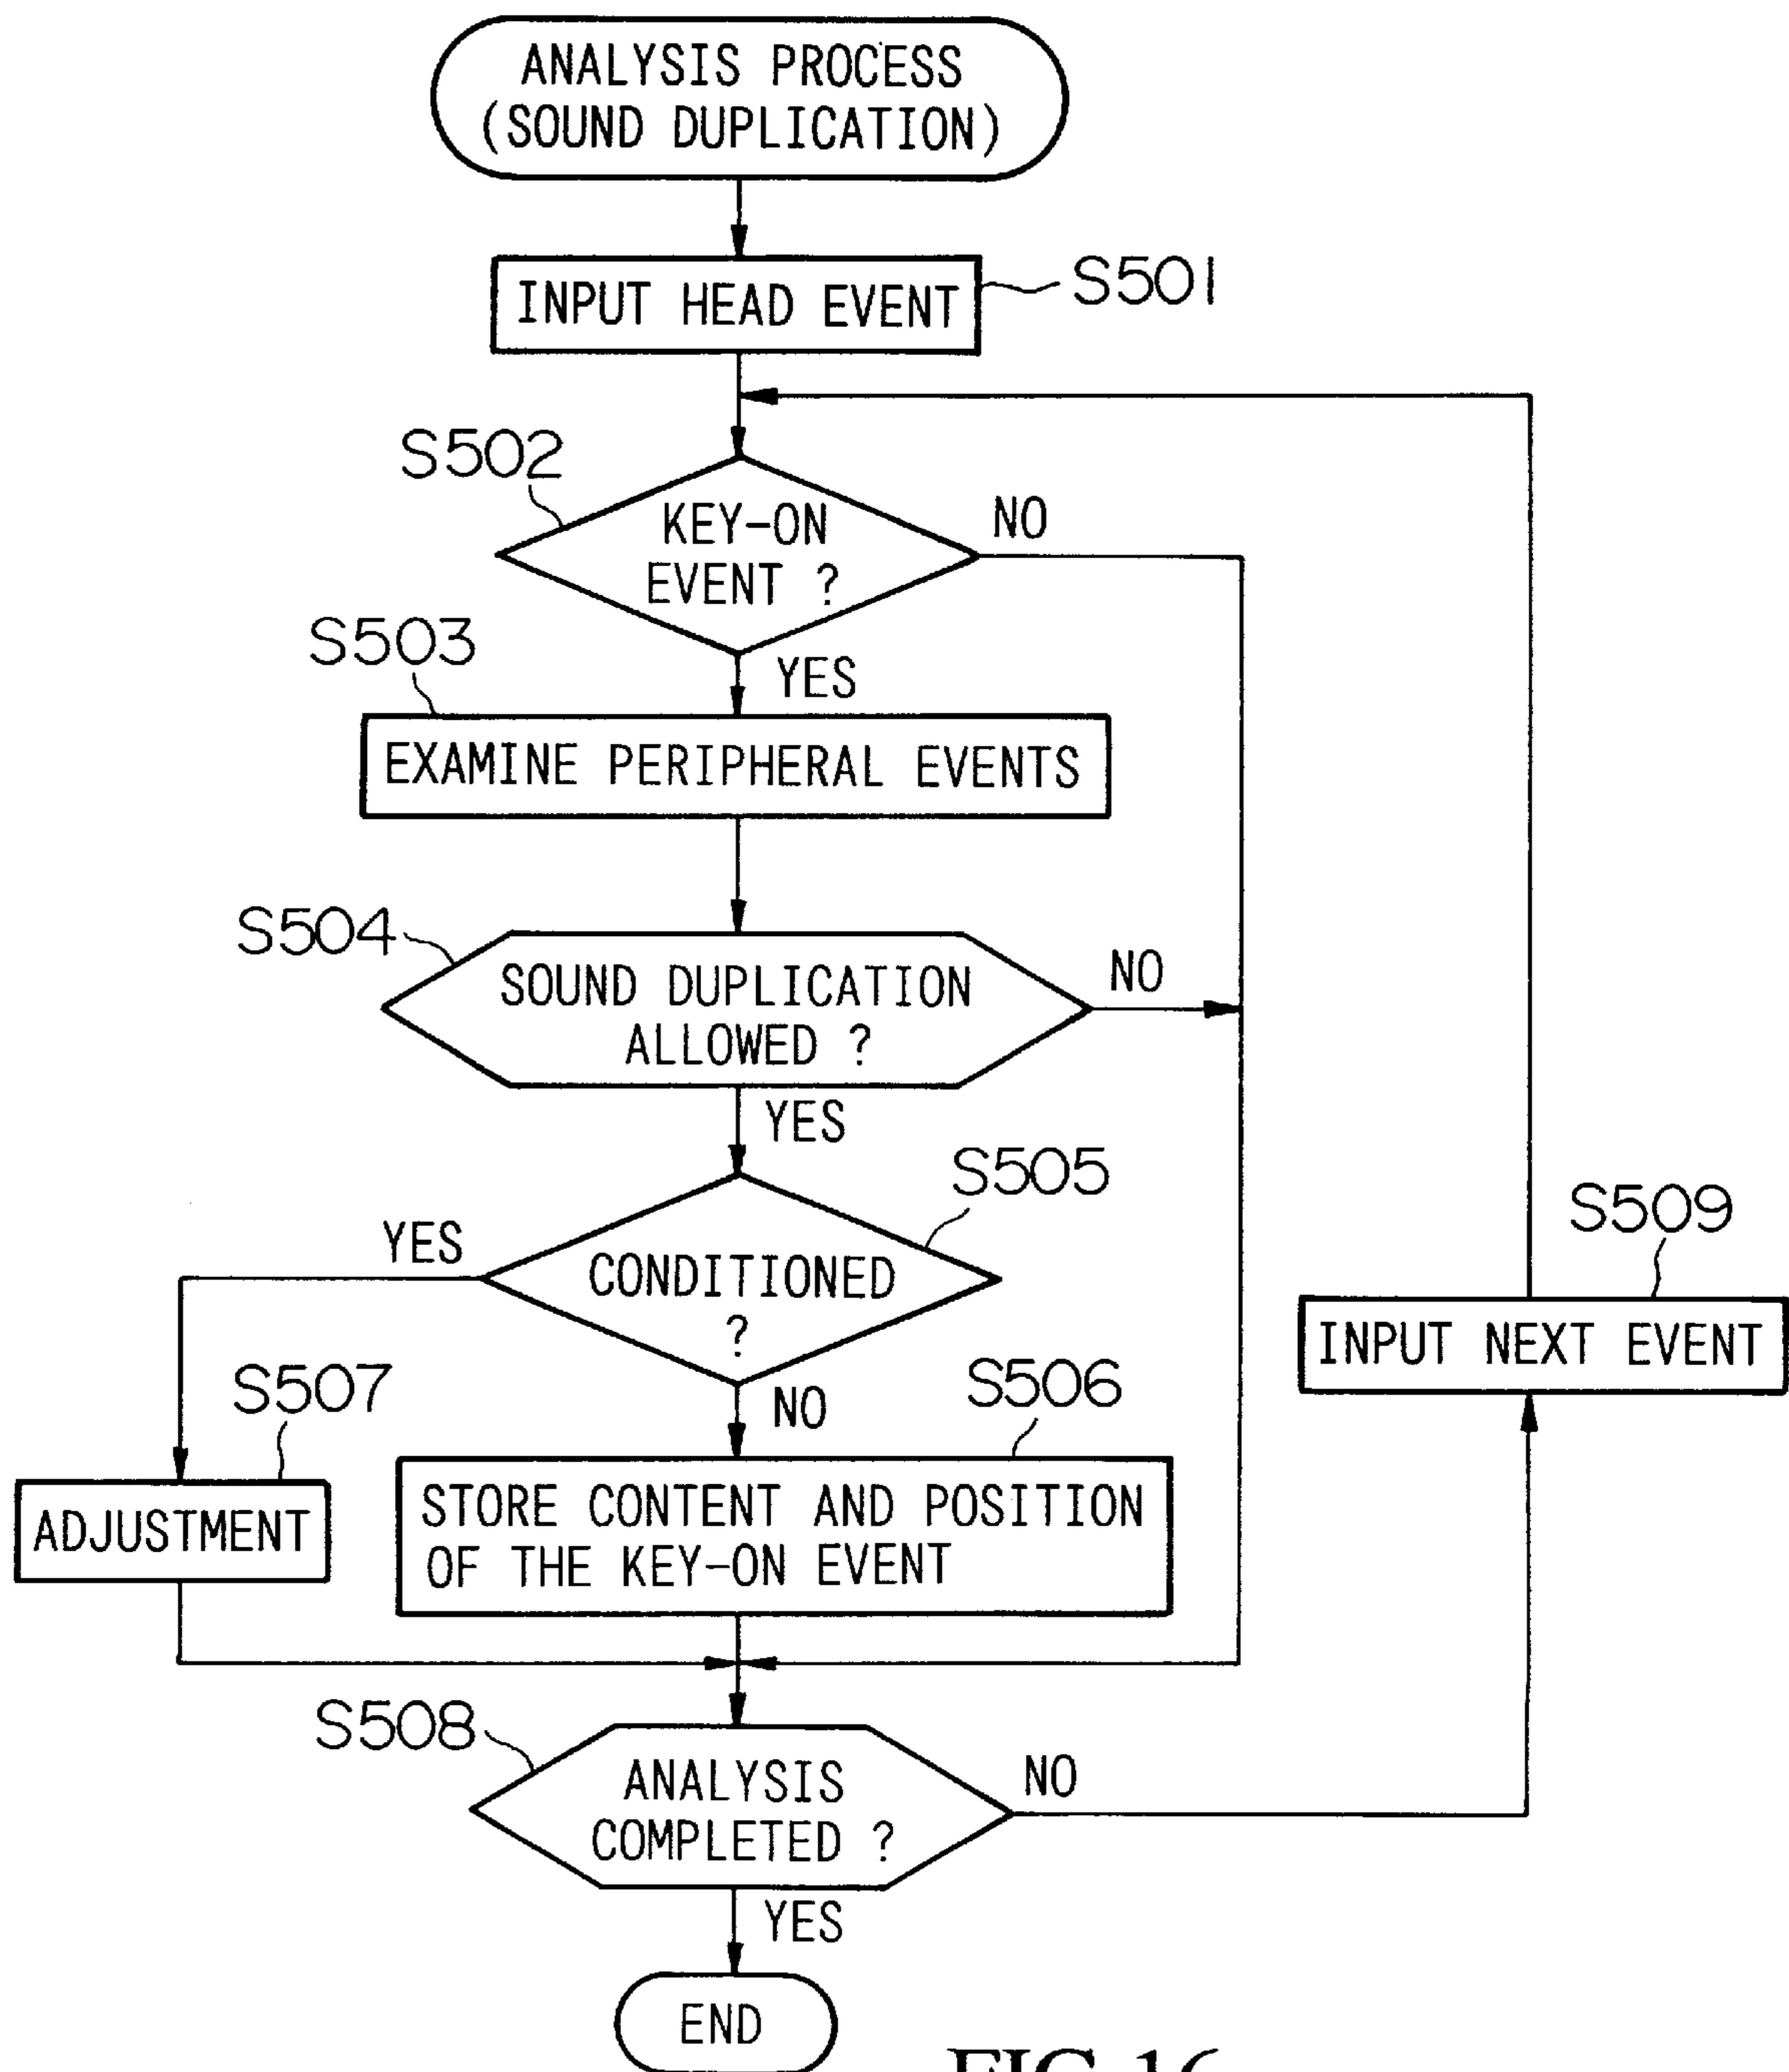 ANALYSIS PROCESS
(SOUND DUPLICATION)
INPUT HEAD EVENT
S501
S502
KEY-ON
EVENT ?
NO
S503
YES
EXAMINE PERIPHERAL EVENTS
S504
SOUND DUPLICATION
ALLOWED ?
NO
YES
S505
YES
CONDITIONED
?
S509
INPUT NEXT EVENT
S507
NO
S506
ADJUSTMENT
STORE CONTENT AND POSITION
OF THE KEY-ON EVENT
S508
ANALYSIS
COMPLETED ?
NO
YES
END
FIG.16